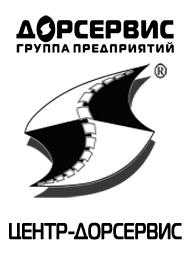 ДОРСЕРВИС
ГРУППА ПРЕДПРИЯТИЙ
®
ЦЕНТР-ДОРСЕРВИС